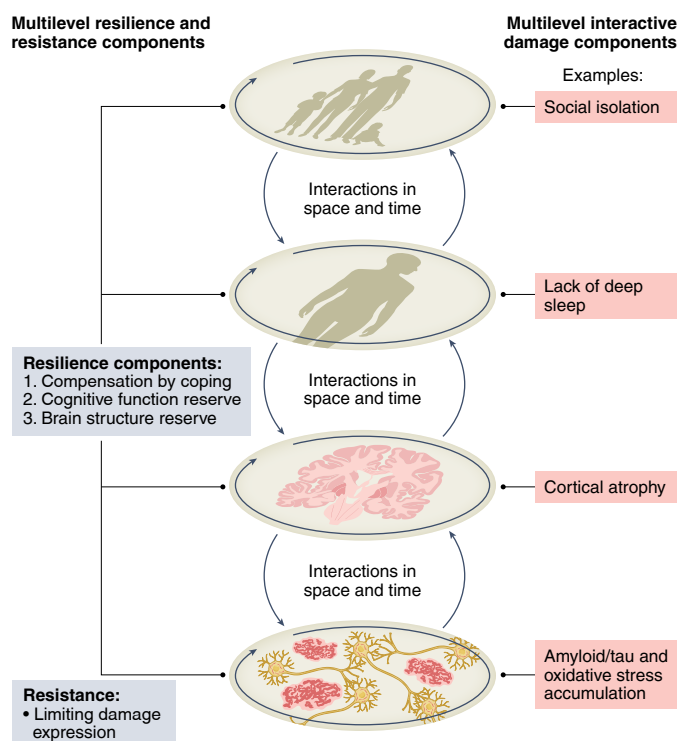 Multilevel resilience and
resistance components
Multilevel interactive
damage components
Examples:
Social isolation
Interactions in
space and time
Lack of deep
sleep
Resilience components:
1. Compensation by coping
2. Cognitive function reserve
3. Brain structure reserve
Interactions in
space and time
Cortical atrophy
Interactions in
space and time
Amyloid/tau and
oxidative stress
accumulation
Resistance:
• Limiting damage
expression